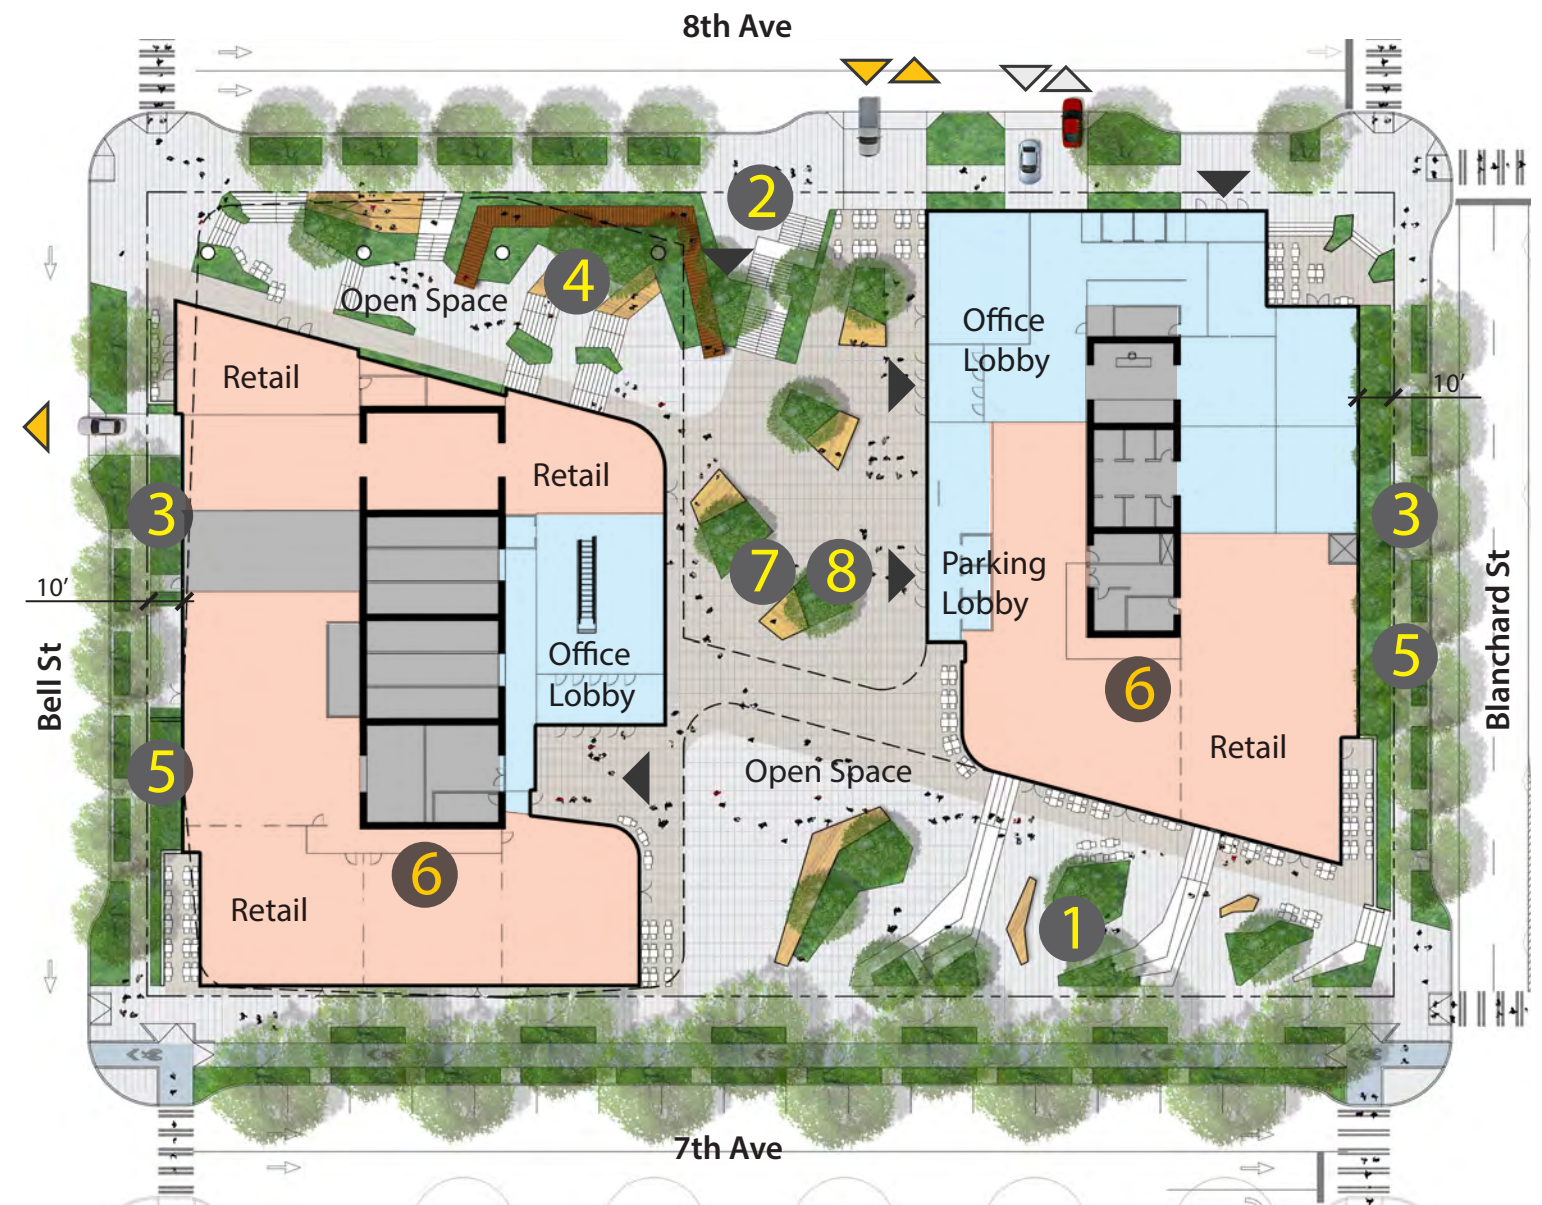 8th Ave
2
4
Open Space
Office
Lobby
Retail
10'
Retail
3
3
7
8
Parking
Lobby
10'
Office
Lobby
5
6
Bell St
Blanchard St
Retail
5
Open Space
6
Retail
1
7th Ave